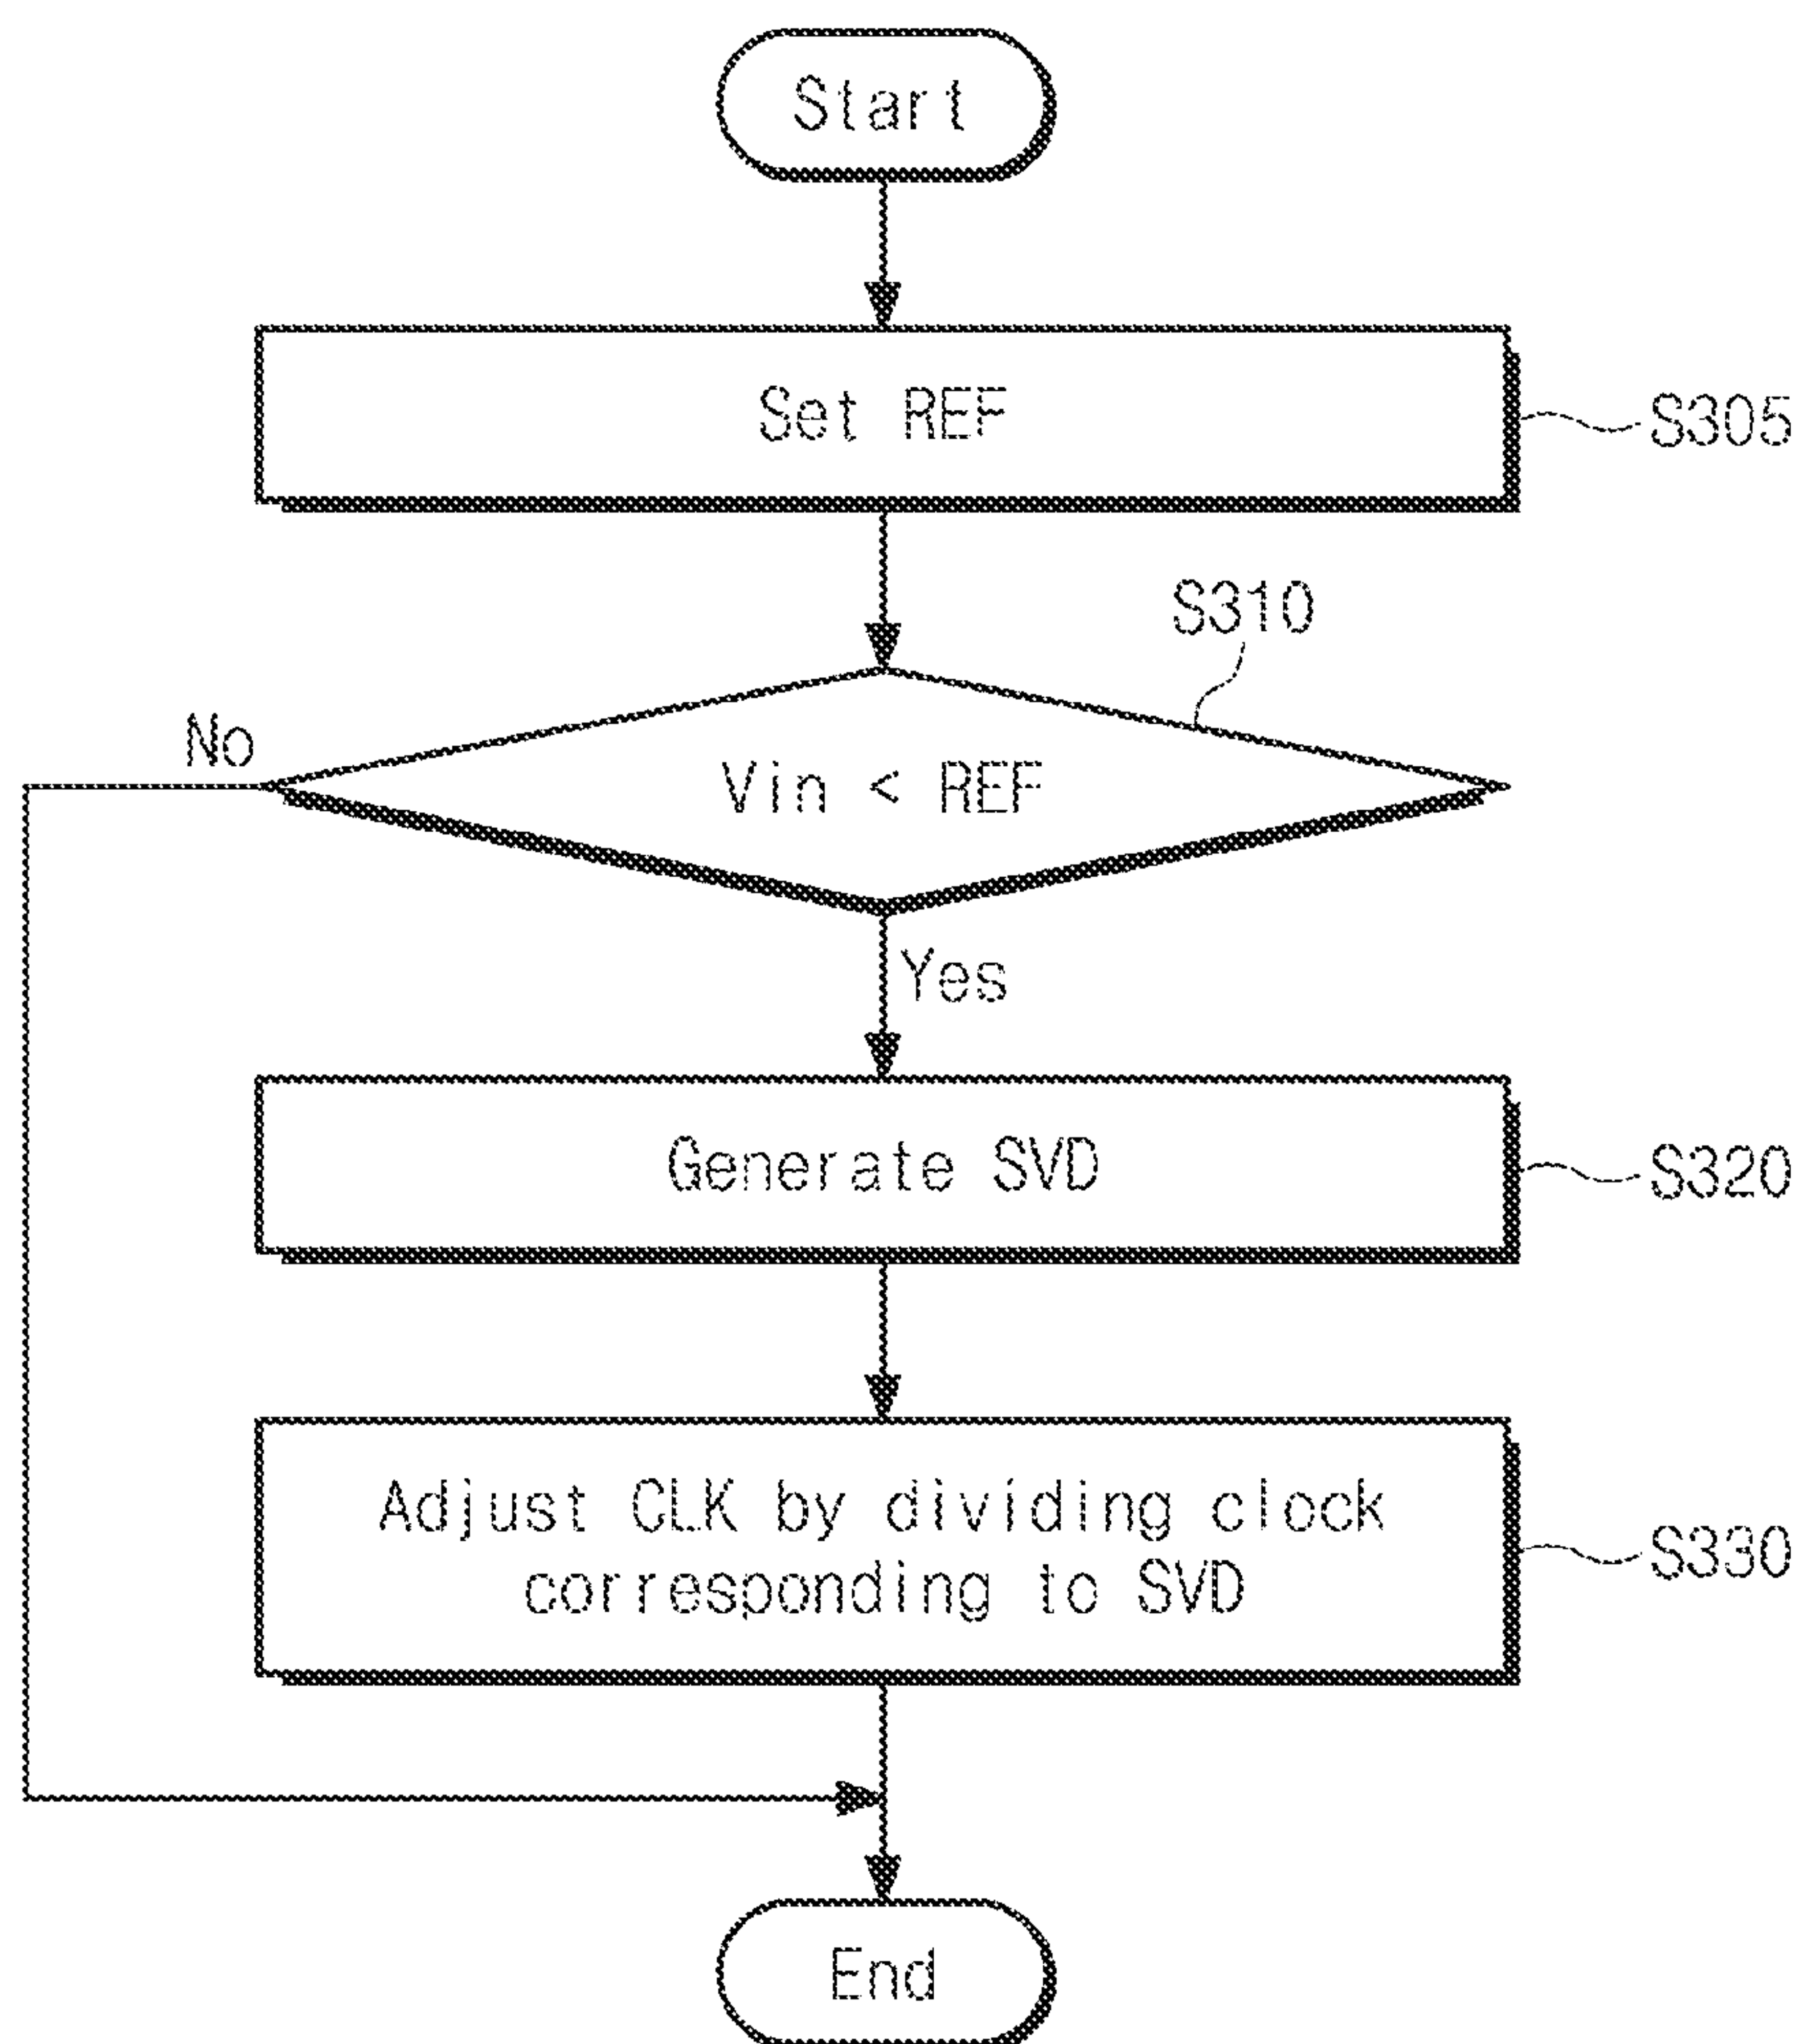 Start
Set REF
S305
S310
No
Vin < REF
Yes
Generate SVD
S320
Adjust CLK by dividing clock
corresponding to SVD
S330
End